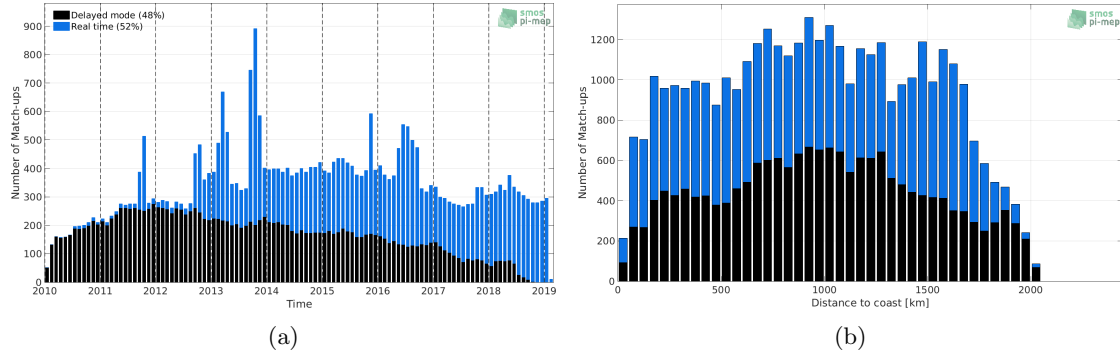 Delayed mode (48%)
Real time (52%)
smos
pi-mep
Number of Match-ups
900
800
700
600
500
400
300
200
100
0
2010 2011 2012 2013 2014 2015 2016 2017 2018 2019
Time
(a)
smos
pi-mep
Number of Match-ups
1200
1000
800
600
400
200
0
0 500 1000 1500 2000
Distance to coast [km]
(b)